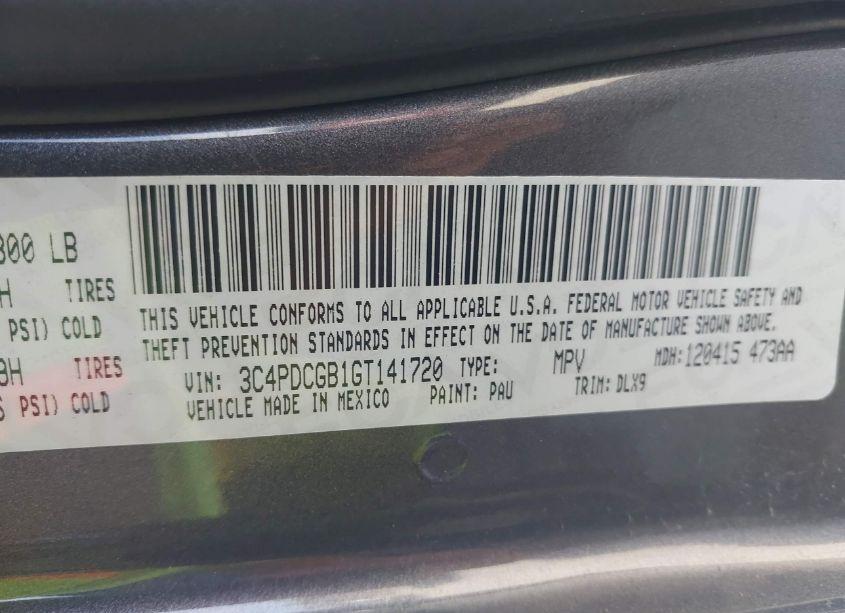 300 LB
H TIRES
PSI) COLD
3H TIRES
PSI) COLD
THIS VEHICLE CONFORMS TO ALL APPLICABLE U.S.A. FEDERAL MOTOR VEHICLE SAFETY AND
THEFT PREVENTION STANDARDS IN EFFECT ON THE DATE OF MANUFACTURE SHOWN ABOVE.
VIN: 3C4PDCGB1GT141720 TYPE: MPV MDH: 120415 473AA
VEHICLE MADE IN MEXICO PAINT: PAU TRIM: DLX9